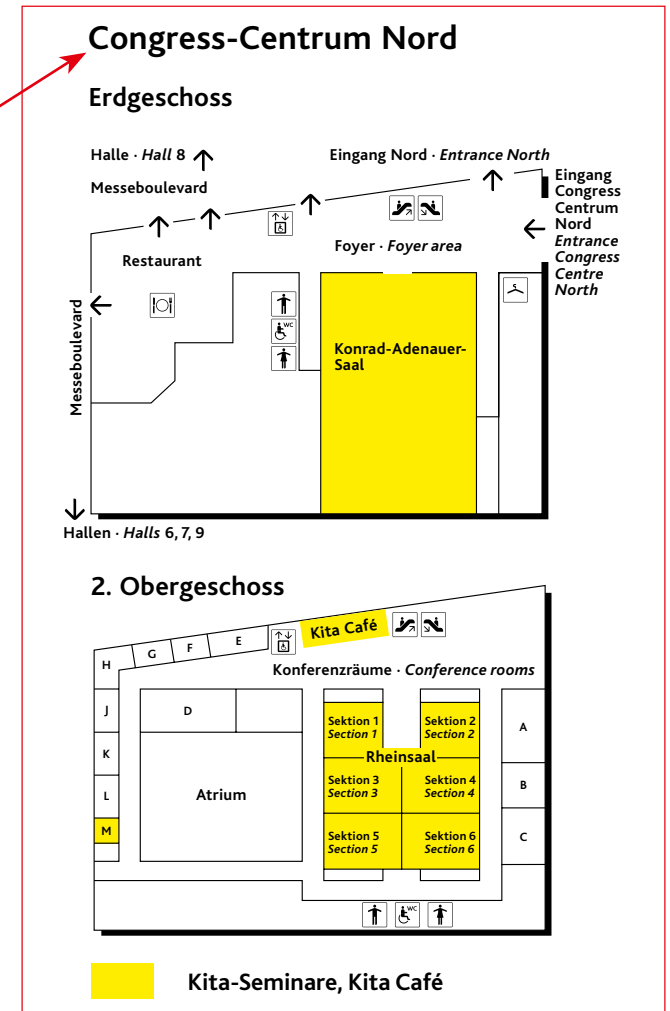 Congress-Centrum Nord
Erdgeschoss
Halle · Hall 8
Eingang Nord · Entrance North
Messeboulevard
Eingang
Congress
Centrum
Nord
Entrance
Congress
Centre
North
Foyer · Foyer area
Restaurant
Messeboulevard
WC
Konrad-Adenauer-
Saal
Hallen · Halls 6, 7, 9
2. Obergeschoss
Kita Café
H
G
F
E
Konferenzräume · Conference rooms
J
D
Sektion 1
Section 1
Sektion 2
Section 2
A
K
Rheinsaal
L
Atrium
Sektion 3
Section 3
Sektion 4
Section 4
B
M
Sektion 5
Section 5
Sektion 6
Section 6
C
WC
Kita-Seminare, Kita Café